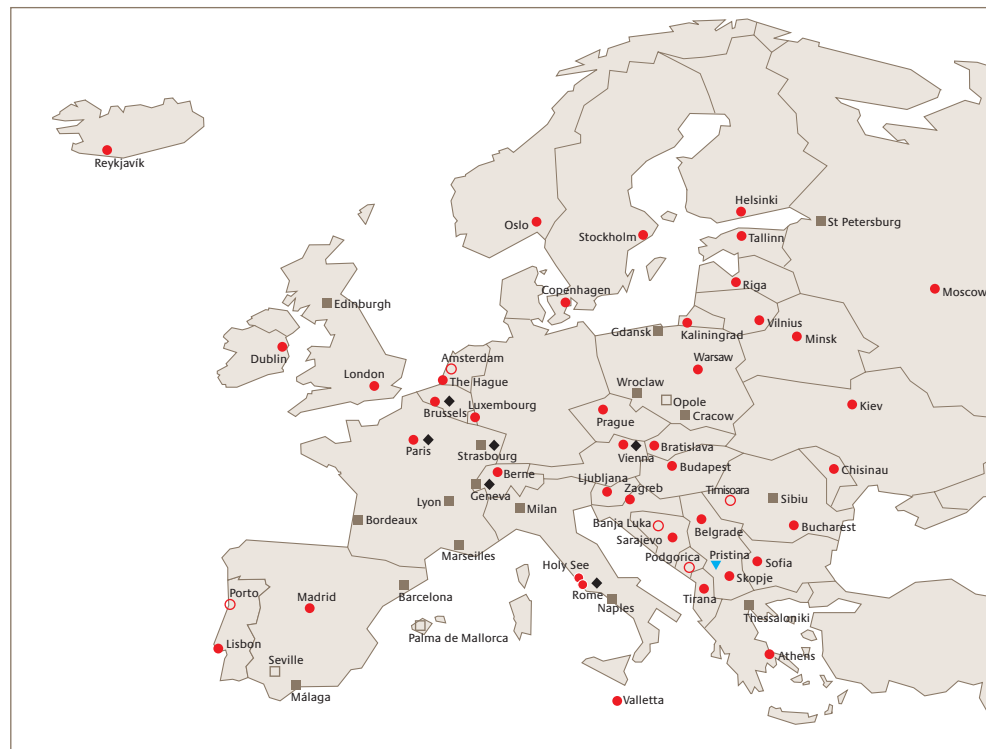 Reykjavík
Helsinki
Oslo
St Petersburg
Stockholm
Tallinn
Riga
Moscow
Copenhagen
Edinburgh
Vilnius
Kaliningrad
Gdansk
Minsk
Dublin
Amsterdam
Warsaw
London
The Hague
Wroclaw
Opole
Kiev
Luxembourg
Brussels
Cracow
Prague
Paris
Strasbourg
Vienna
Bratislava
Budapest
Chisinau
Berne
Ljubljana
Timisoara
Zagreb
Geneva
Sibiu
Lyon
Milan
Bordeaux
Banja Luka
Belgrade
Bucharest
Sarajevo
Marseilles
Podgorica
Pristina
Sofia
Holy See
Skopje
Porto
Madrid
Barcelona
Rome
Tirana
Naples
Thessaloniki
Palma de Mallorca
Lisbon
Athens
Seville
Málaga
Valletta